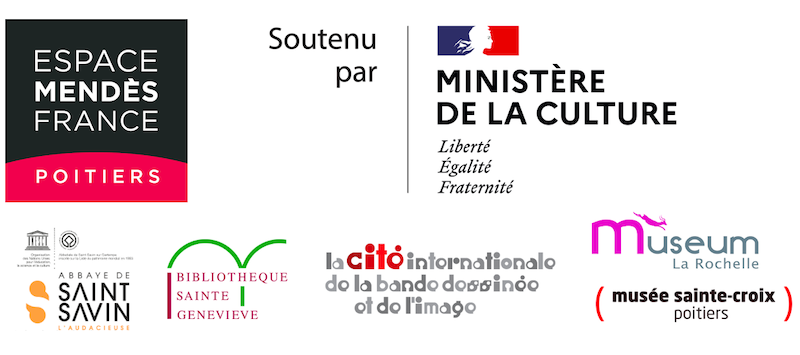 ESPACE
MENDÈS
FRANCE
POITIERS
Soutenu
par
MINISTÈRE
DE LA CULTURE
Liberté
Égalité
Fraternité
ABBAYE DE
SAINT
SAVIN
L'AUDACIEUSE
BIBLIOTHEQUE
SAINTE
GENEVIEVE
la cité internationale
de la bande dessinée
et de l'image
museum
La Rochelle
( musée sainte-croix )
poitiers